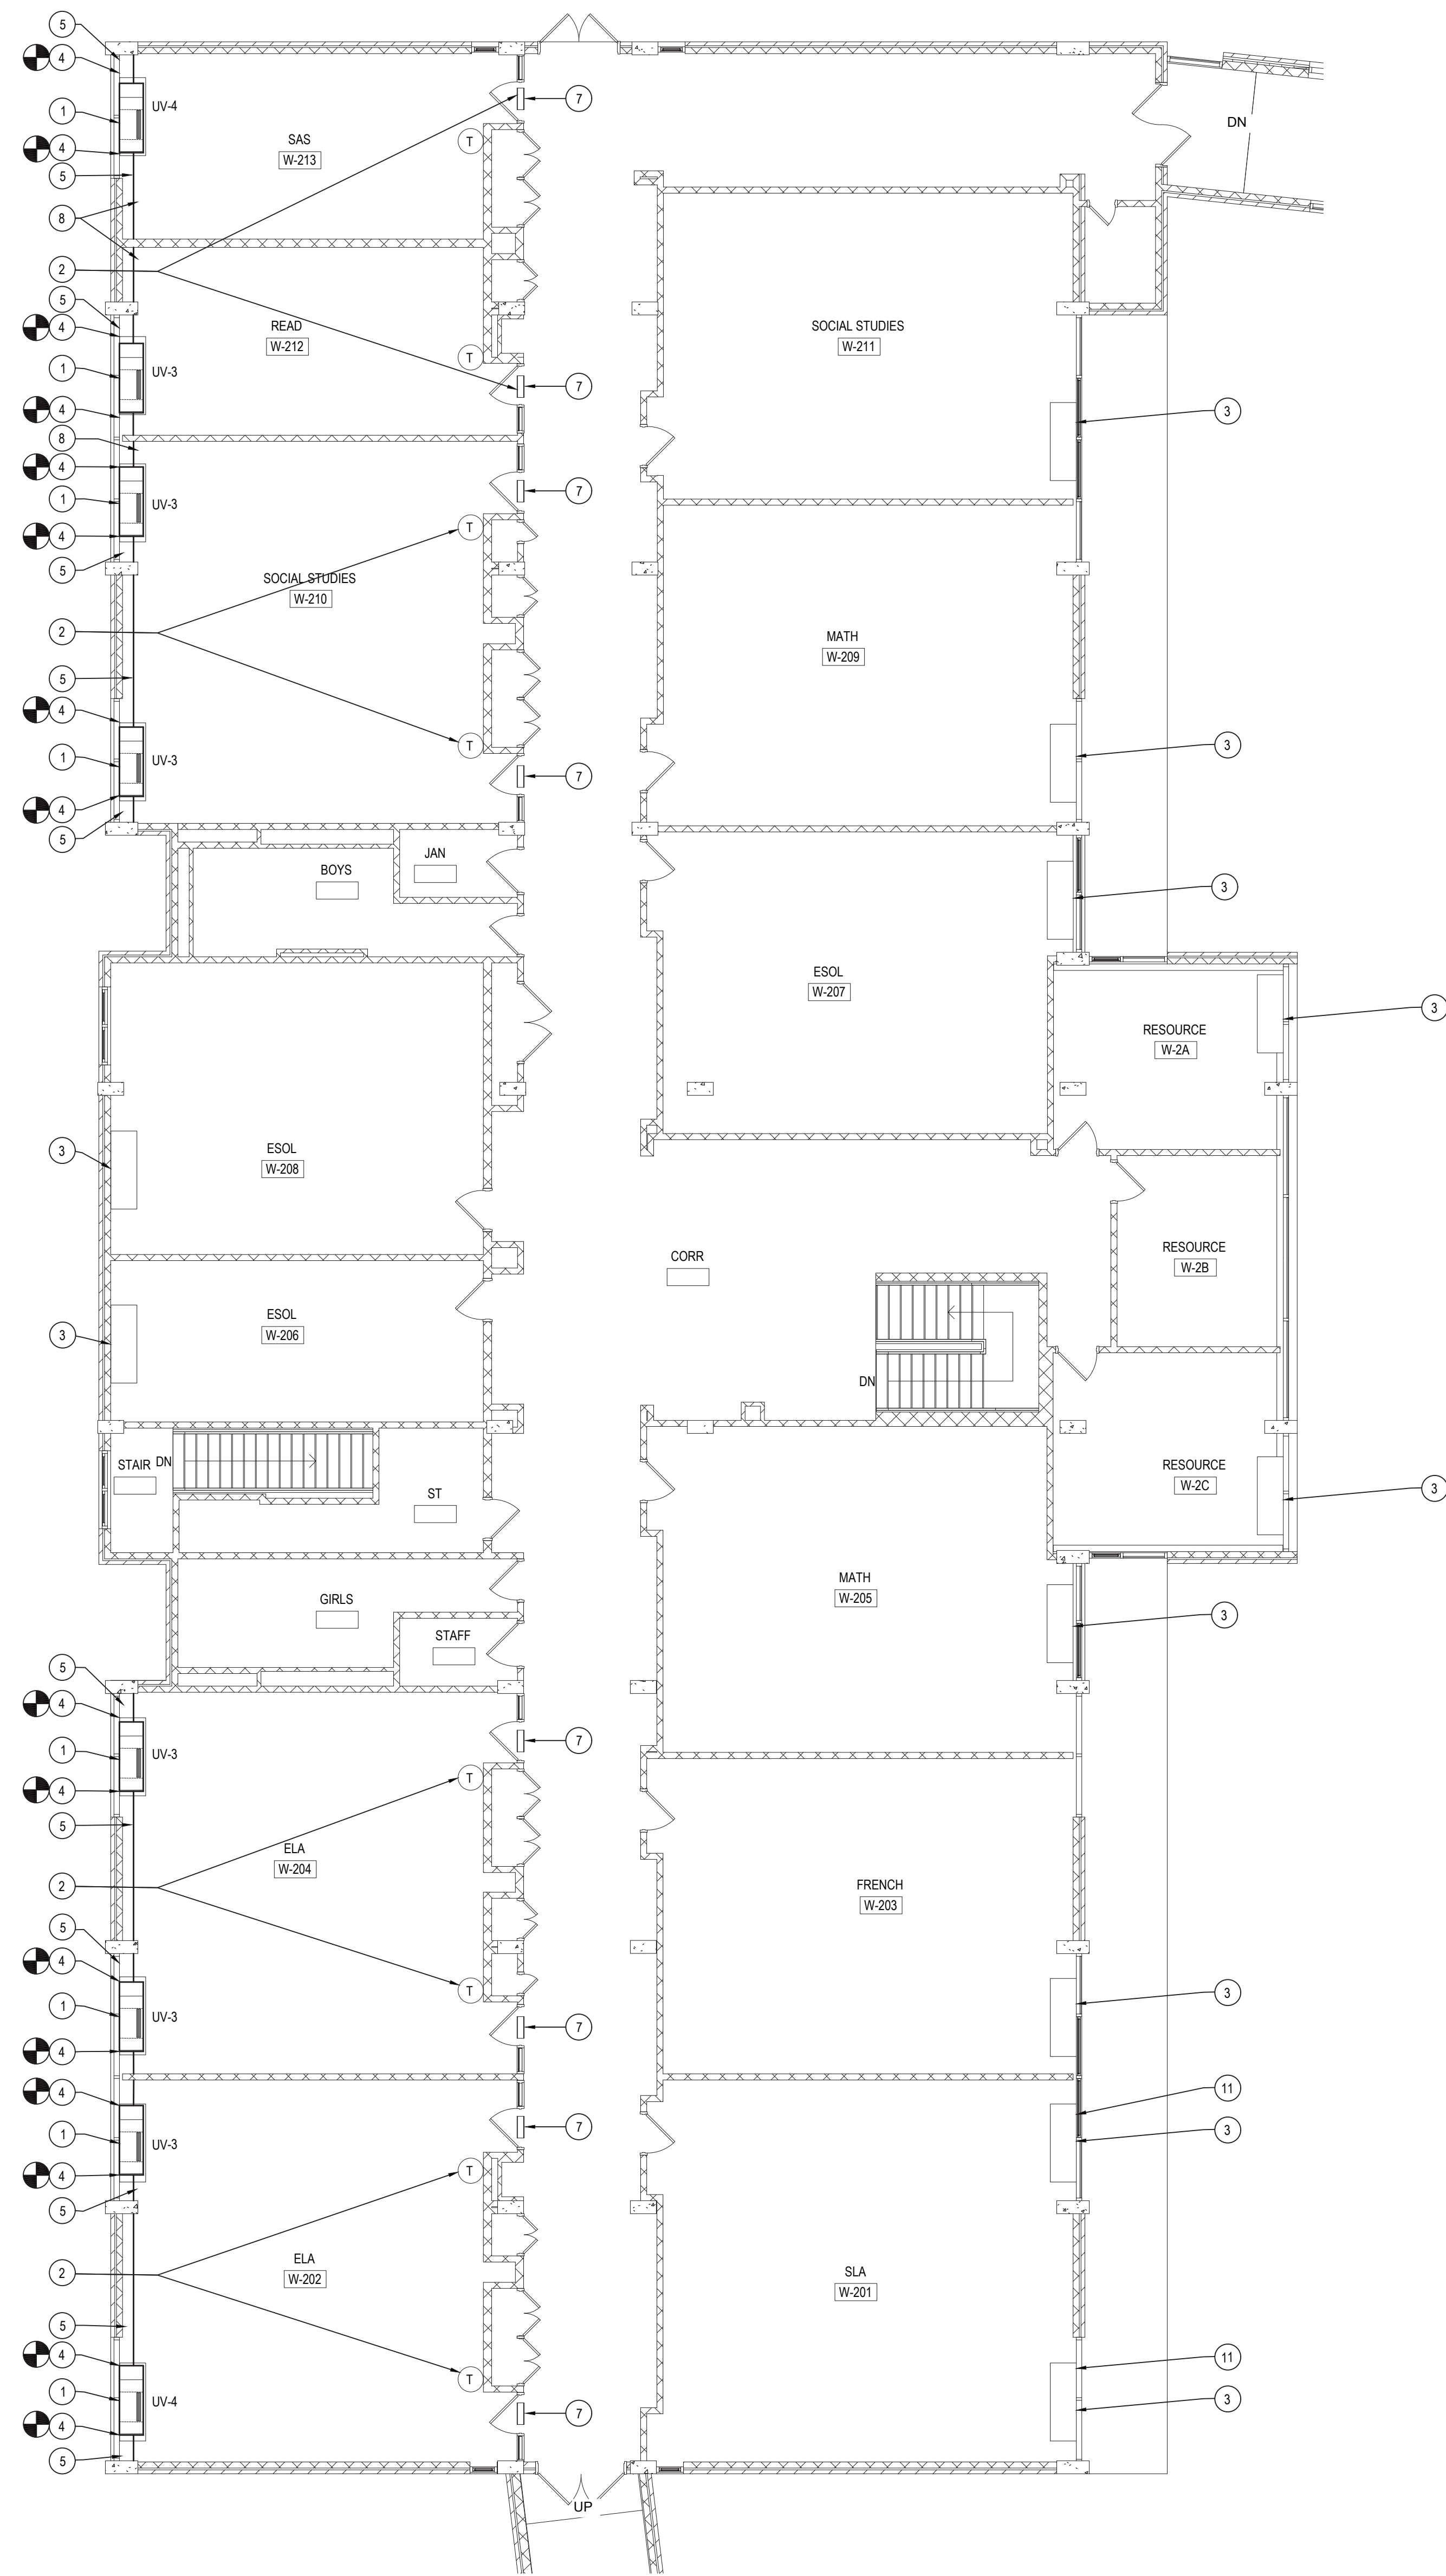 5
4
1
UV-4
4
5
8
2
5
4
1
UV-3
4
8
4
1
UV-3
4
5
2
5
4
1
UV-3
4
5
SAS
W-213
T
7
DN
READ
W-212
T
7
7
SOCIAL STUDIES
W-210
T
T
7
SOCIAL STUDIES
W-211
3
MATH
W-209
3
JAN
BOYS
3
ESOL
W-207
RESOURCE
W-2A
3
ESOL
W-208
3
RESOURCE
W-2B
CORR
ESOL
W-206
3
DN
STAIR
DN
ST
RESOURCE
W-2C
3
GIRLS
STAFF
MATH
W-205
3
5
4
1
UV-3
4
5
2
5
4
1
UV-3
4
4
1
UV-3
4
5
2
5
4
1
UV-4
4
5
7
T
ELA
W-204
T
7
7
T
ELA
W-202
T
7
FRENCH
W-203
3
11
3
SLA
W-201
11
3
UP